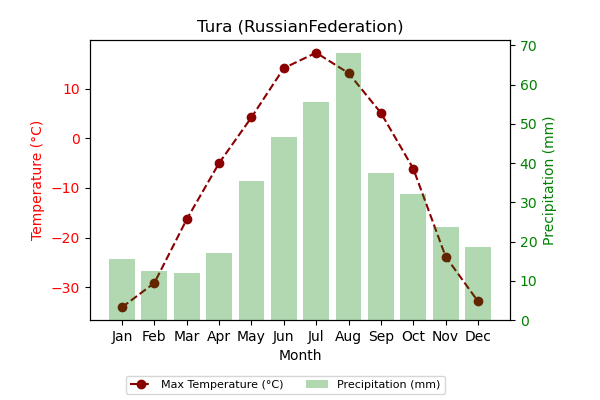 Tura (RussianFederation)
Temperature (°C)
10
0
−10
−20
−30
70
60
50
40
30
20
10
0
Precipitation (mm)
Jan Feb Mar Apr May Jun Jul Aug Sep Oct Nov Dec
Month
Max Temperature (°C) Precipitation (mm)